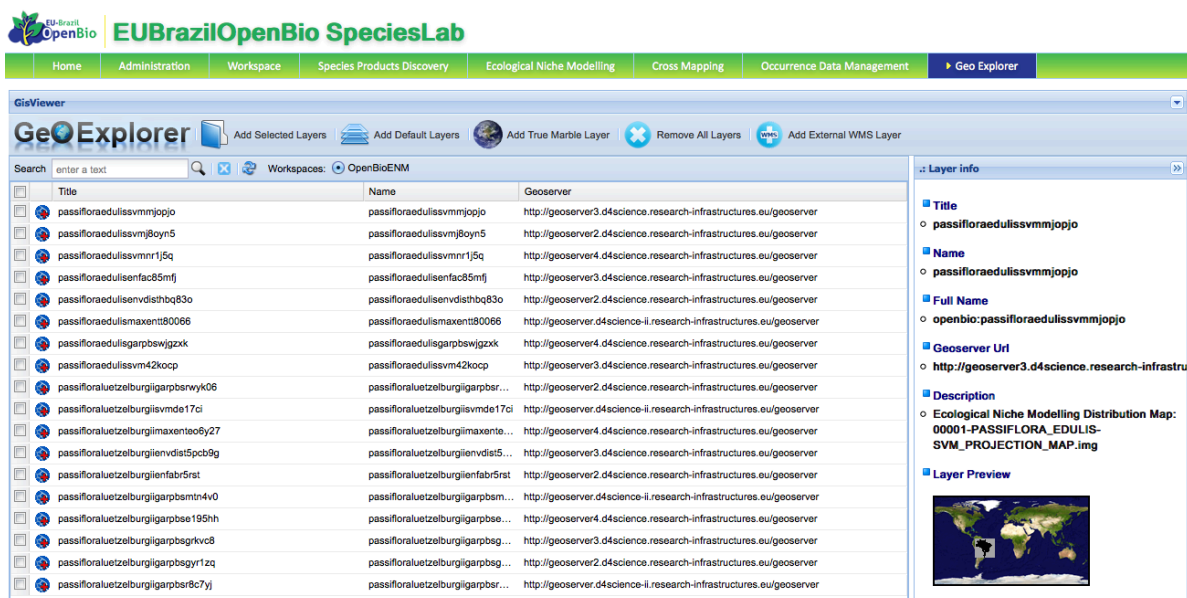 EU-Brazil
OpenBio
EUBrazilOpenBio SpeciesLab
Home Administration Workspace Species Products Discovery Ecological Niche Modelling Cross Mapping Occurrence Data Management Geo Explorer
GisViewer
GeoExplorer Add Selected Layers Add Default Layers Add True Marble Layer Remove All Layers WMS Add External WMS Layer
Search enter a text Workspaces: OpenBioENM
Title Name Geoserver
passifloraedulissvmmjopjo passifloraedulissvmmjopjo http://geoserver3.d4science.research-infrastructures.eu/geoserver
passifloraedulissvmj8oyn5 passifloraedulissvmj8oyn5 http://geoserver2.d4science.research-infrastructures.eu/geoserver
passifloraedulissvmnr1j5q passifloraedulissvmnr1j5q http://geoserver4.d4science.research-infrastructures.eu/geoserver
passifloraedulisenfac85mfj passifloraedulisenfac85mfj http://geoserver3.d4science.research-infrastructures.eu/geoserver
passifloraedulisenvdisthbq83o passifloraedulisenvdisthbq83o http://geoserver2.d4science.research-infrastructures.eu/geoserver
passifloraedulismaxentt80066 passifloraedulismaxentt80066 http://geoserver.d4science-ii.research-infrastructures.eu/geoserver
passifloraedulisgarpbswjgzxk passifloraedulisgarpbswjgzxk http://geoserver4.d4science.research-infrastructures.eu/geoserver
passifloraedulissvm42kocp passifloraedulissvm42kocp http://geoserver3.d4science.research-infrastructures.eu/geoserver
passifloraluetzelburgiigarpbsrwyk06 passifloraluetzelburgiigarpbsr... http://geoserver2.d4science.research-infrastructures.eu/geoserver
passifloraluetzelburgiisvmde17ci passifloraluetzelburgiisvmde17ci http://geoserver.d4science-ii.research-infrastructures.eu/geoserver
passifloraluetzelburgiimaxenteo6y27 passifloraluetzelburgiimaxente... http://geoserver4.d4science.research-infrastructures.eu/geoserver
passifloraluetzelburgiienvdist5pcb9g passifloraluetzelburgiienvdist5... http://geoserver3.d4science.research-infrastructures.eu/geoserver
passifloraluetzelburgiienfabr5rst passifloraluetzelburgiienfabr5rst http://geoserver2.d4science.research-infrastructures.eu/geoserver
passifloraluetzelburgiigarpbsmtn4v0 passifloraluetzelburgiigarpbsm... http://geoserver.d4science-ii.research-infrastructures.eu/geoserver
passifloraluetzelburgiigarpbse195hh passifloraluetzelburgiigarpbse... http://geoserver4.d4science.research-infrastructures.eu/geoserver
passifloraluetzelburgiigarpbsgrkvc8 passifloraluetzelburgiigarpbsg... http://geoserver3.d4science.research-infrastructures.eu/geoserver
passifloraluetzelburgiigarpbsgyr1zq passifloraluetzelburgiigarpbsg... http://geoserver2.d4science.research-infrastructures.eu/geoserver
passifloraluetzelburgiigarpbsr8c7yj passifloraluetzelburgiigarpbsr... http://geoserver.d4science-ii.research-infrastructures.eu/geoserver
.: Layer info
Title
passifloraedulissvmmjopjo
Name
passifloraedulissvmmjopjo
Full Name
openbio:passifloraedulissvmmjopjo
Geoserver Url
http://geoserver3.d4science.research-infrastru
Description
Ecological Niche Modelling Distribution Map:
00001-PASSIFLORA_EDULIS-
SVM_PROJECTION_MAP.img
Layer Preview